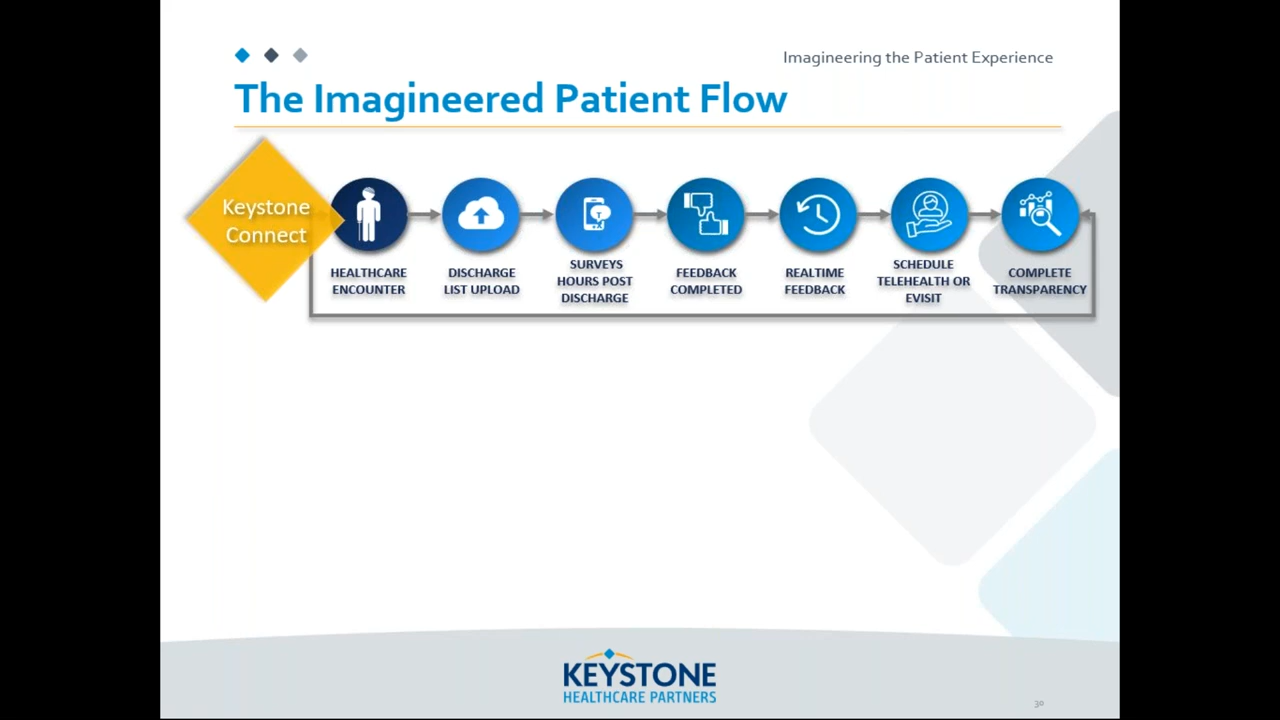 Imagineering the Patient Experience
The Imagineered Patient Flow
Keystone
Connect
HEALTHCARE
ENCOUNTER
DISCHARGE
LIST UPLOAD
SURVEYS
HOURS POST
DISCHARGE
FEEDBACK
COMPLETED
REALTIME
FEEDBACK
SCHEDULE
TELEHEALTH OR
EVISIT
COMPLETE
TRANSPARENCY
KEYSTONE
HEALTHCARE PARTNERS
30